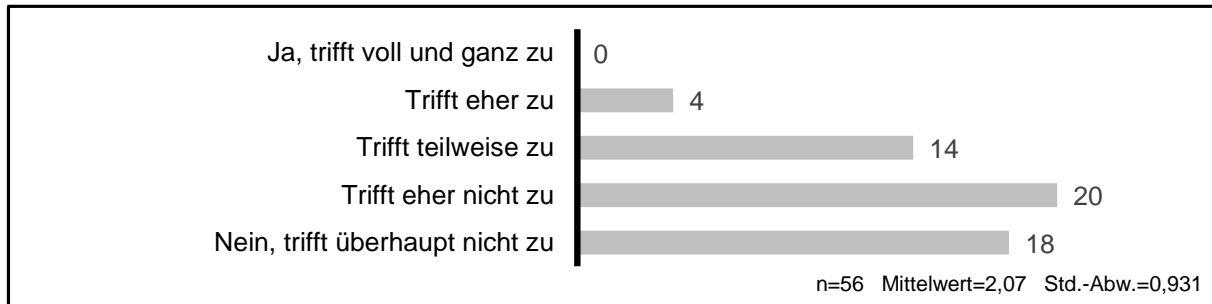 Ja, trifft voll und ganz zu 0
Trifft eher zu 4
Trifft teilweise zu 14
Trifft eher nicht zu 20
Nein, trifft überhaupt nicht zu 18
n=56 Mittelwert=2,07 Std.-Abw.=0,931